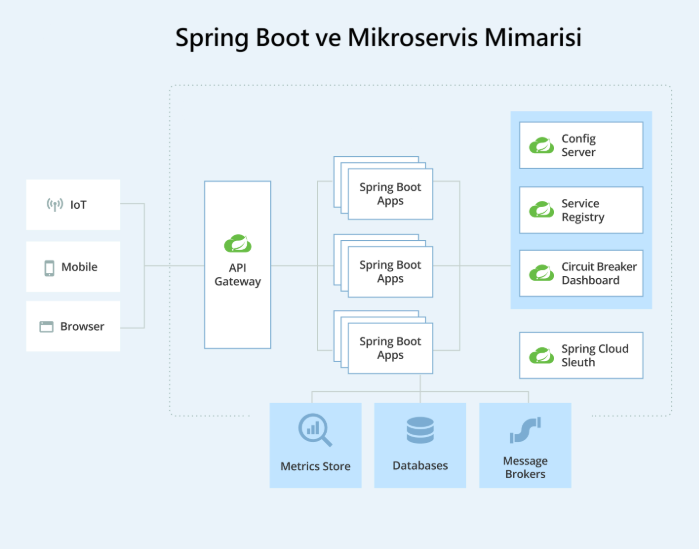 Spring Boot ve Mikroservis Mimarisi
IoT
Mobile
Browser
API
Gateway
Spring Boot
Apps
Spring Boot
Apps
Spring Boot
Apps
Config
Server
Service
Registry
Circuit Breaker
Dashboard
Spring Cloud
Sleuth
Metrics Store
Databases
Message
Brokers